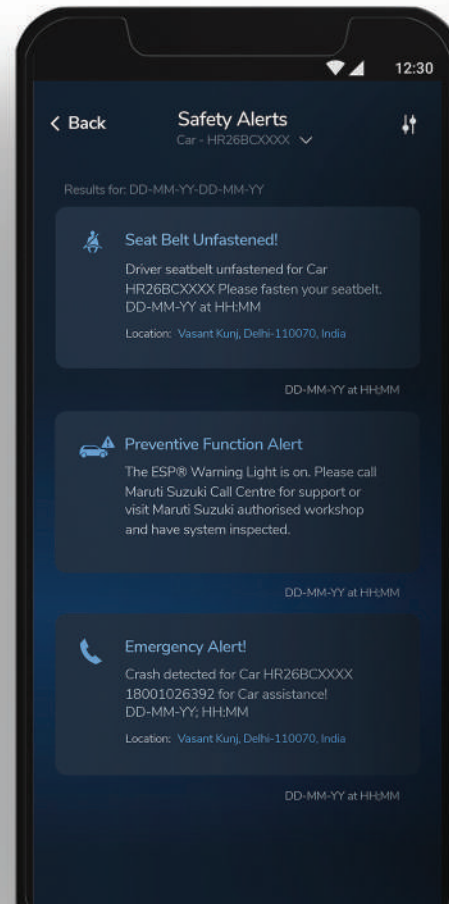 12:30
Back
Safety Alerts
Car - HR26BCXXXX
Results for: DD-MM-YY-DD-MM-YY
Seat Belt Unfastened!
Driver seatbelt unfastened for Car
HR26BCXXXX Please fasten your seatbelt.
DD-MM-YY at HH:MM
Location: Vasant Kunj, Delhi-110070, India
DD-MM-YY at HH:MM
Preventive Function Alert
The ESP® Warning Light is on. Please call
Maruti Suzuki Call Centre for support or
visit Maruti Suzuki authorised workshop
and have system inspected.
DD-MM-YY at HH:MM
Emergency Alert!
Crash detected for Car HR26BCXXXX
18001026392 for Car assistance!
DD-MM-YY; HH:MM
Location: Vasant Kunj, Delhi-110070, India
DD-MM-YY at HH:MM